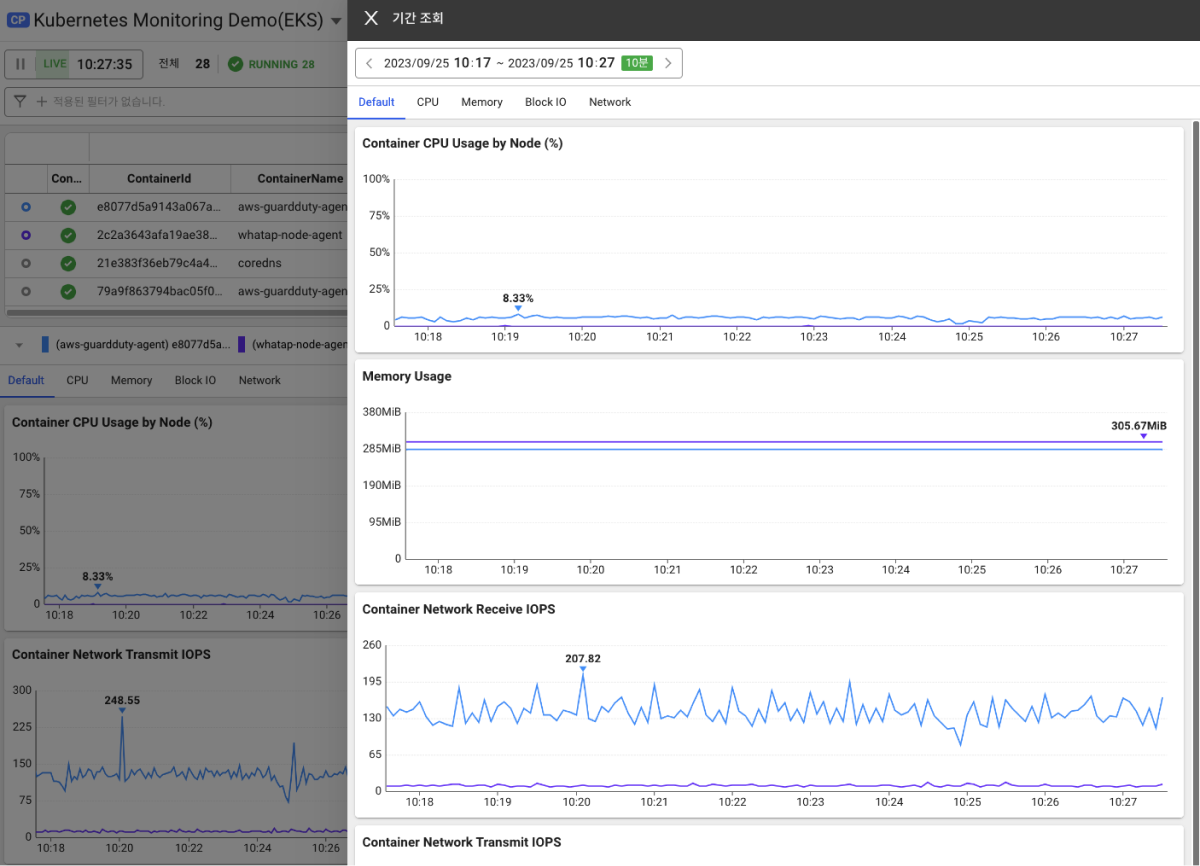 CP Kubernetes Monitoring Demo(EKS)
LIVE 10:27:35 전체 28 RUNNING 28
적용된 필터가 없습니다.
Con... ContainerId ContainerName
e8077d5a9143a067a... aws-guardduty-agen
2c2a3643afa19ae38... whatap-node-agent
21e383f36eb79c4a4... coredns
79a9f863794bac05f0... aws-guardduty-agen
(aws-guardduty-agent) e8077d5a... (whatap-node-agen
Default CPU Memory Block IO Network
Container CPU Usage by Node (%)
100%
75%
50%
25%
8.33%
0
10:18 10:20 10:22 10:24 10:26
Container Network Transmit IOPS
300
248.55
225
150
75
0
10:18 10:20 10:22 10:24 10:26
기간 조회
2023/09/25 10:17 ~ 2023/09/25 10:27 10분
Default CPU Memory Block IO Network
Container CPU Usage by Node (%)
100%
75%
50%
25%
8.33%
0
10:18 10:19 10:20 10:21 10:22 10:23 10:24 10:25 10:26 10:27
Memory Usage
380MiB
305.67MiB
285MiB
190MiB
95MiB
0
10:18 10:19 10:20 10:21 10:22 10:23 10:24 10:25 10:26 10:27
Container Network Receive IOPS
260
207.82
195
130
65
0
10:18 10:19 10:20 10:21 10:22 10:23 10:24 10:25 10:26 10:27
Container Network Transmit IOPS